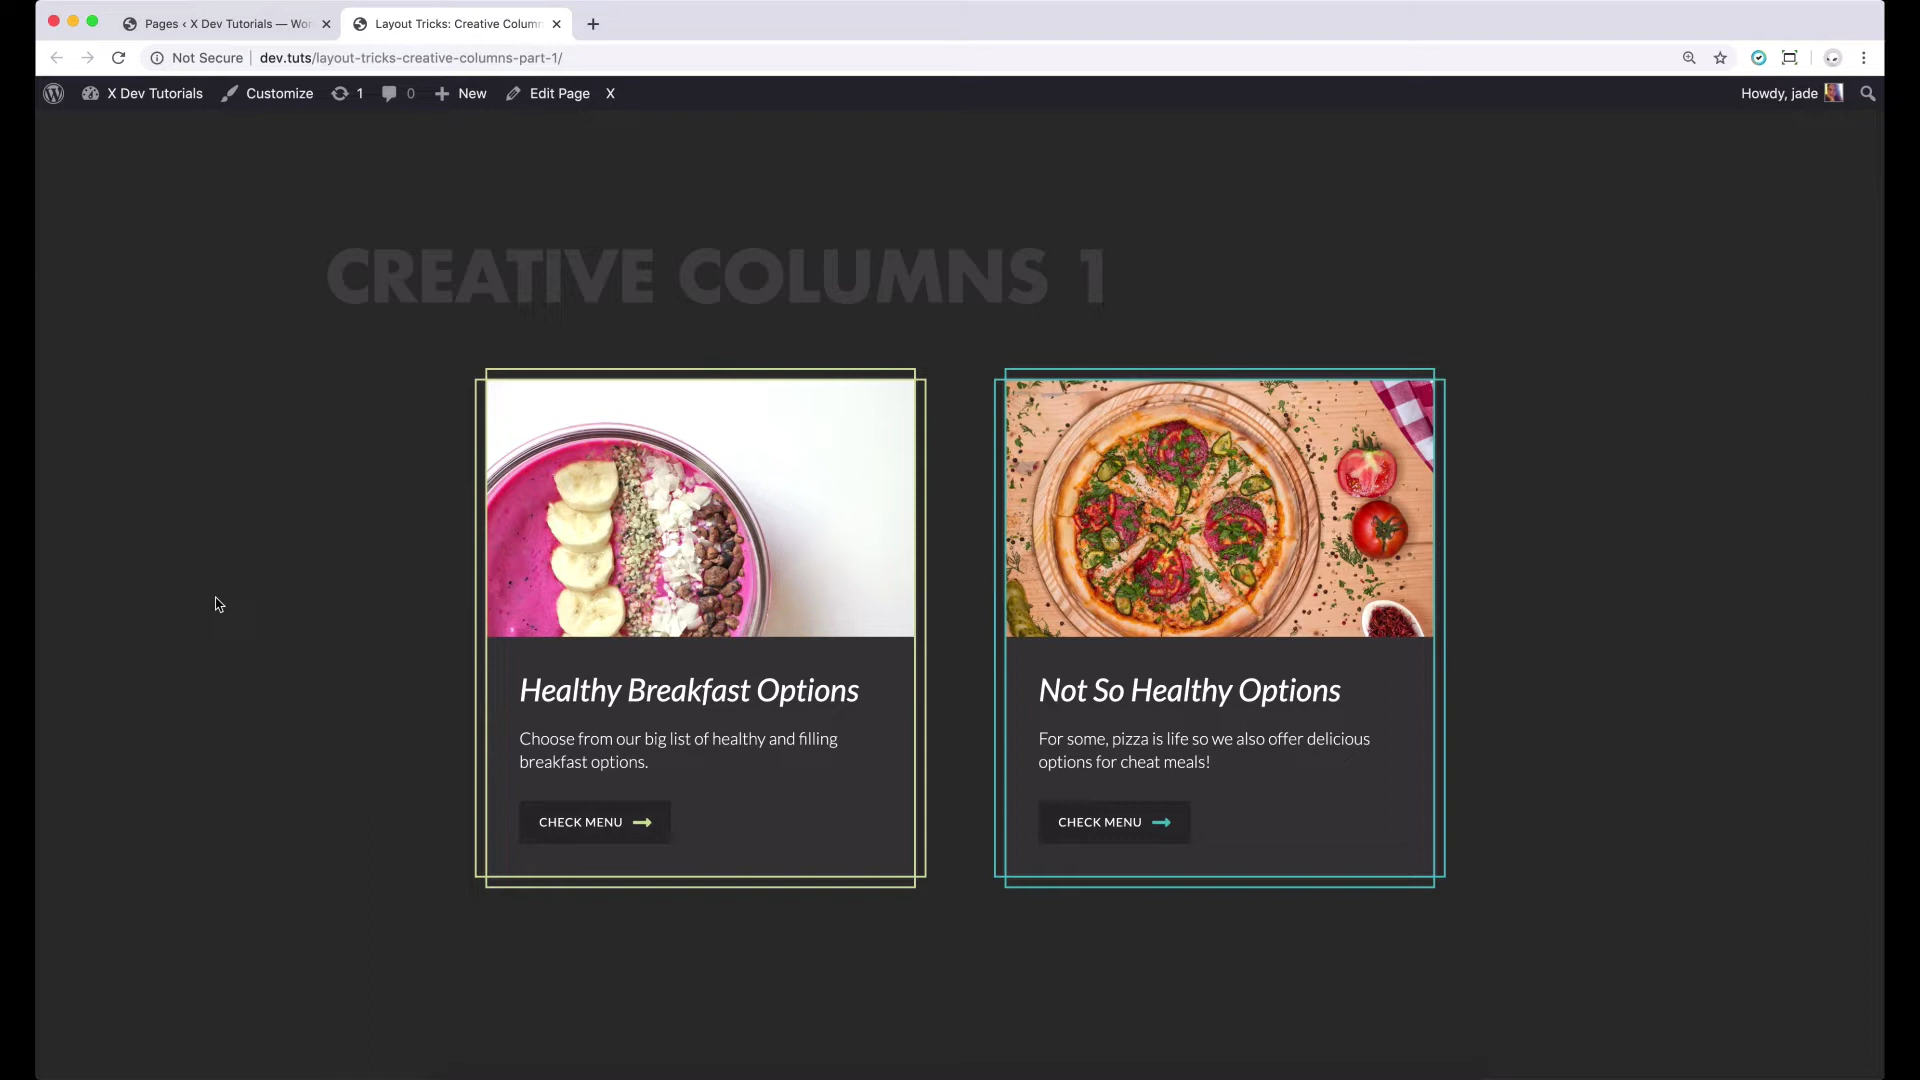 Pages ‹ X Dev Tutorials — Wor
Layout Tricks: Creative Column
Not Secure
dev.tuts/layout-tricks-creative-columns-part-1/
X Dev Tutorials
Customize
1
0
New
Edit Page
X
Howdy, jade
CREATIVE COLUMNS 1
Healthy Breakfast Options
Choose from our big list of healthy and filling
breakfast options.
CHECK MENU
Not So Healthy Options
For some, pizza is life so we also offer delicious
options for cheat meals!
CHECK MENU